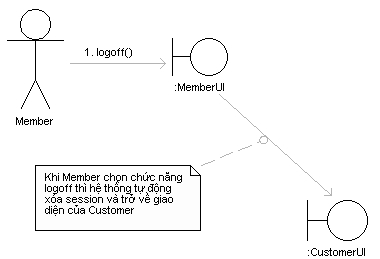 1. logoff()
:MemberUI
Member
Khi Member chọn chức năng
logoff thì hệ thống tự động
xóa session và trở về giao
diện của Customer
:CustomerUI